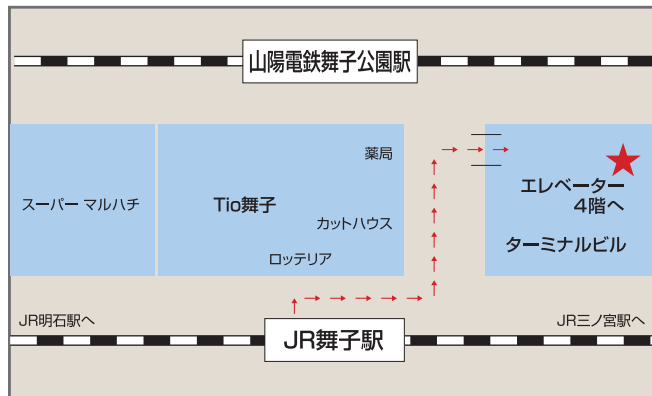 山陽電鉄舞子公園駅
薬局
スーパー マルハチ
Tio舞子
カットハウス
ロッテリア
エレベーター
4階へ
ターミナルビル
JR明石駅へ
JR三ノ宮駅へ
JR舞子駅